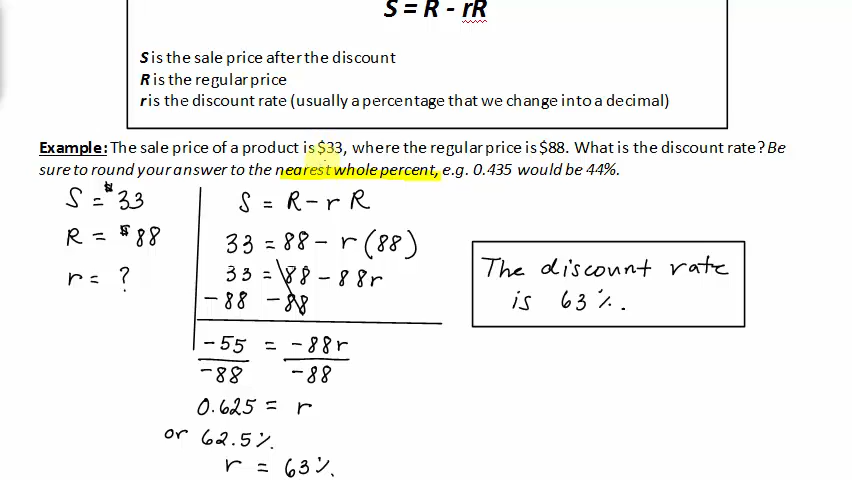 S = R - rR
S is the sale price after the discount
R is the regular price
r is the discount rate (usually a percentage that we change into a decimal)
Example: The sale price of a product is $33, where the regular price is $88. What is the discount rate? Be
sure to round your answer to the nearest whole percent, e.g. 0.435 would be 44%.
S = $33
R = $88
r = ?
S = R - r R
33 = 88 - r (88)
33 = 88 - 88r
-88 -88
-55 = -88r
-88 -88
0.625 = r
or 62.5%
r = 63%.
The discount rate
is 63%.